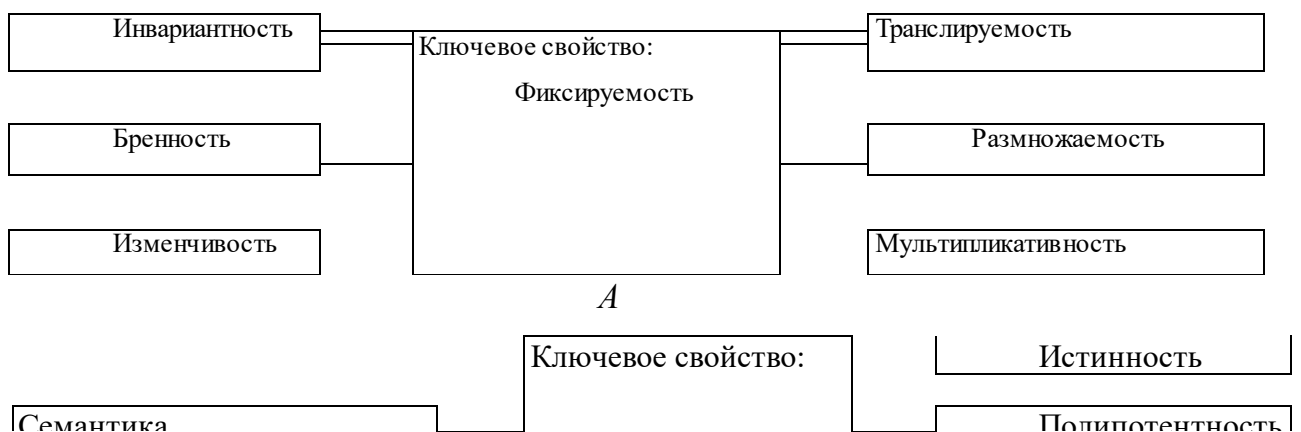 Инвариантность
Ключевое свойство:
Транслируемость
Фиксируемость
Бренность
Размножаемость
Изменчивость
Мультипликативность
А
Ключевое свойство:
Истинность
Семантика
Полипотентность